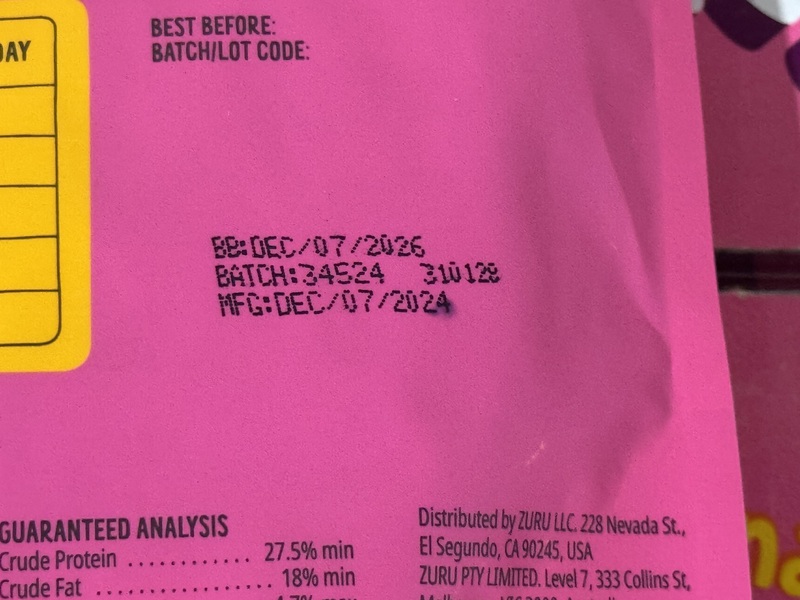 DAY
BEST BEFORE:
BATCH/LOT CODE:
BB:DEC/07/2026
BATCH:34524 310128
MFG:DEC/07/2024
GUARANTEED ANALYSIS
Crude Protein ............ 27.5% min
Crude Fat .................. 18% min
Distributed by ZURU LLC. 228 Nevada St.,
El Segundo, CA 90245, USA
ZURU PTY LIMITED. Level 7, 333 Collins St,